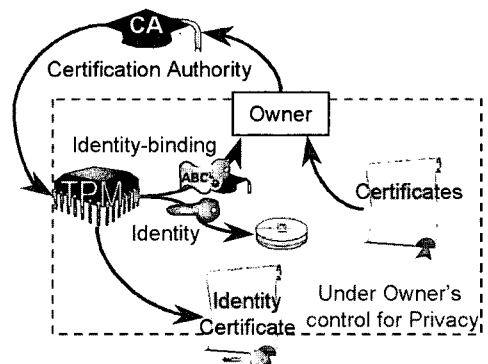 CA
Certification Authority
Owner
Identity-binding
ABC's
TPM
Certificates
Identity
Identity
Certificate
Under Owner's
control for Privacy